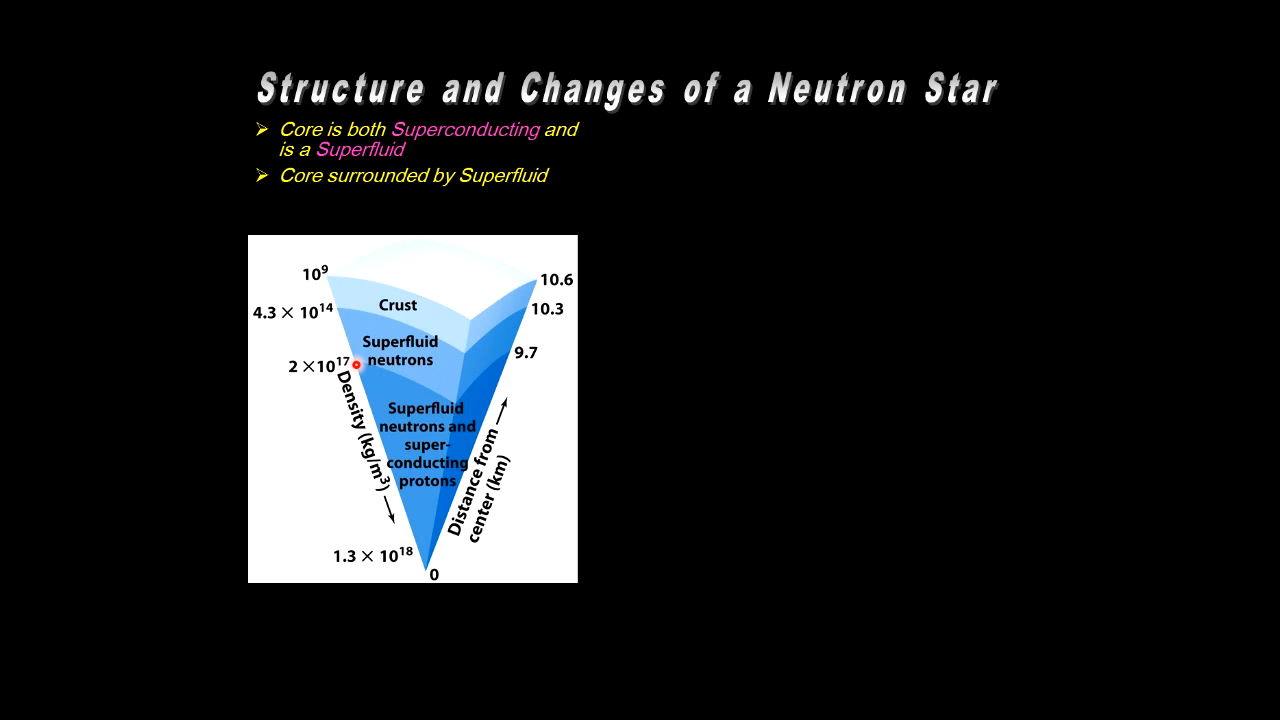 Structure and Changes of a Neutron Star
➢ Core is both Superconducting and
is a Superfluid
➢ Core surrounded by Superfluid
10⁹
10.6
Crust
4.3 × 10¹⁴
10.3
Superfluid
neutrons
9.7
2 ×10¹⁷
Density (kg/m³) →
Superfluid
neutrons and
super-
conducting
protons
Distance from →
center (km)
1.3 × 10¹⁸
0